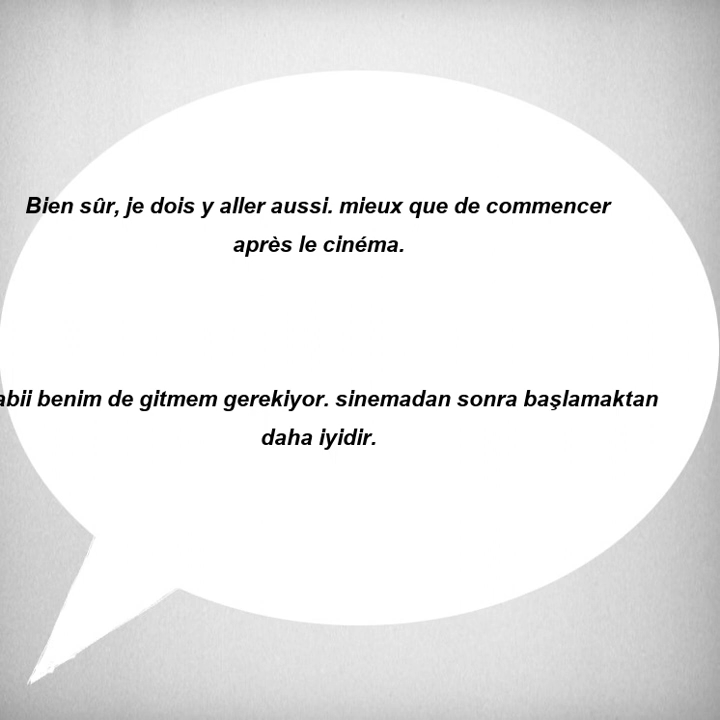 Bien sûr, je dois y aller aussi. mieux que de commencer
après le cinéma.
abii benim de gitmem gerekiyor. sinemadan sonra başlamaktan
daha iyidir.